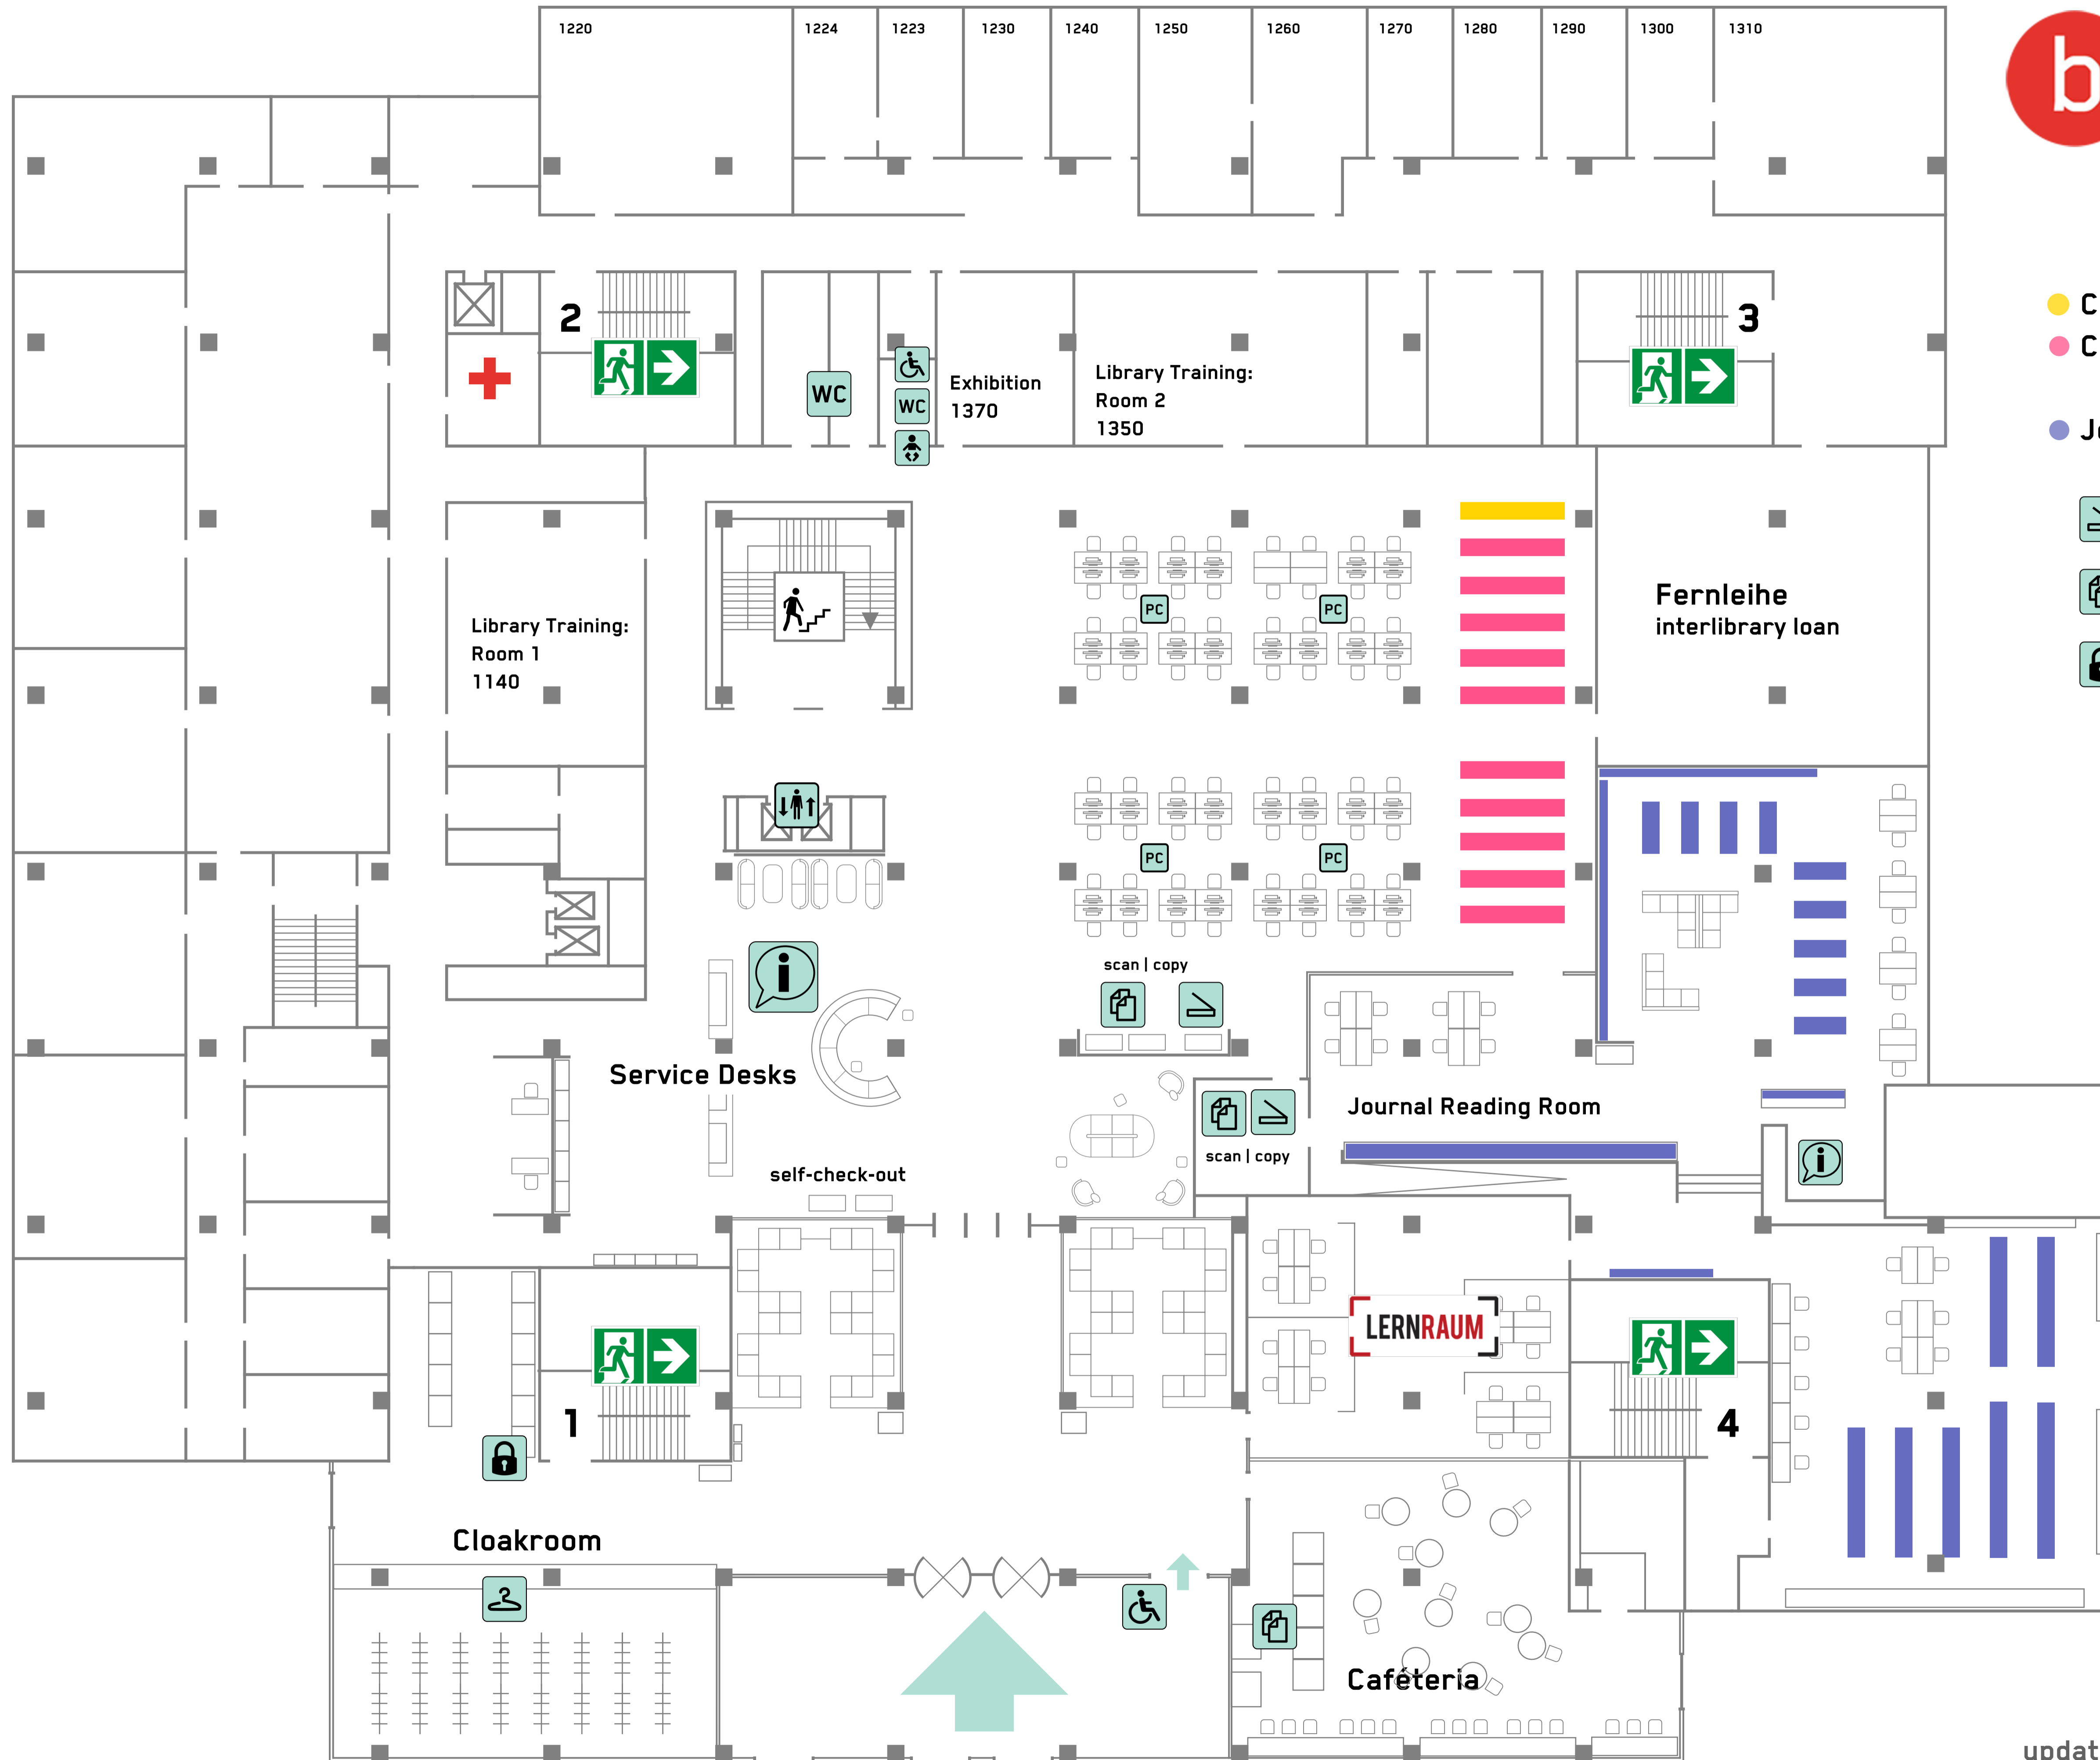 1220
1224
1223
1230
1240
1250
1260
1270
1280
1290
1300
1310
b
2
3
C
C
J
WC
WC
Exhibition
1370
Library Training:
Room 2
1350
Library Training:
Room 1
1140
PC
PC
Fernleihe
interlibrary loan
PC
PC
i
scan | copy
Service Desks
Journal Reading Room
scan | copy
i
self-check-out
LERNRAUM
1
4
Cloakroom
Caféteria
updat